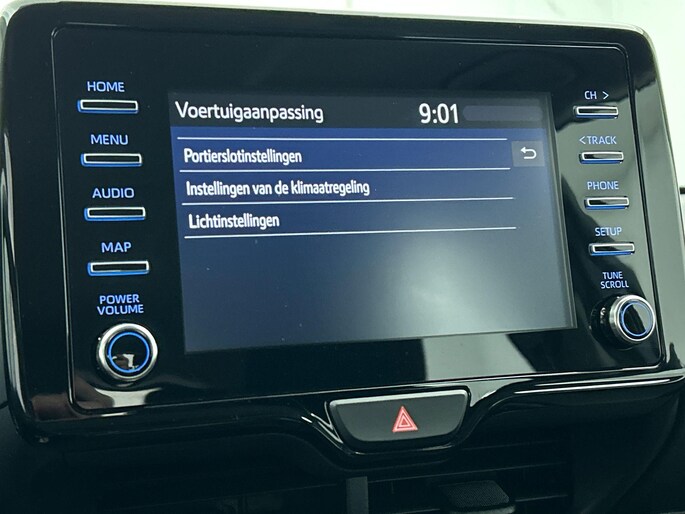 HOME
MENU
AUDIO
MAP
POWER
VOLUME
Voertuigaanpassing 9:01
Portierslotinstellingen
Instellingen van de klimaatregeling
Lichtinstellingen
CH >
< TRACK
PHONE
SETUP
TUNE
SCROLL